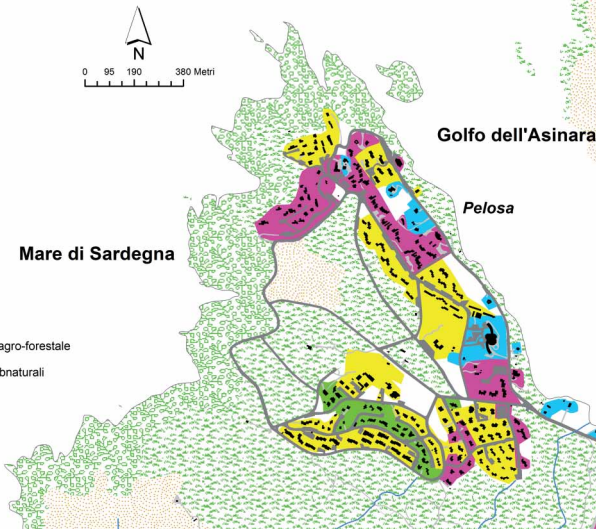 N
0 95 190 380 Metri
Golfo dell'Asinara
Pelosa
Mare di Sardegna
agro-forestale
bnaturali